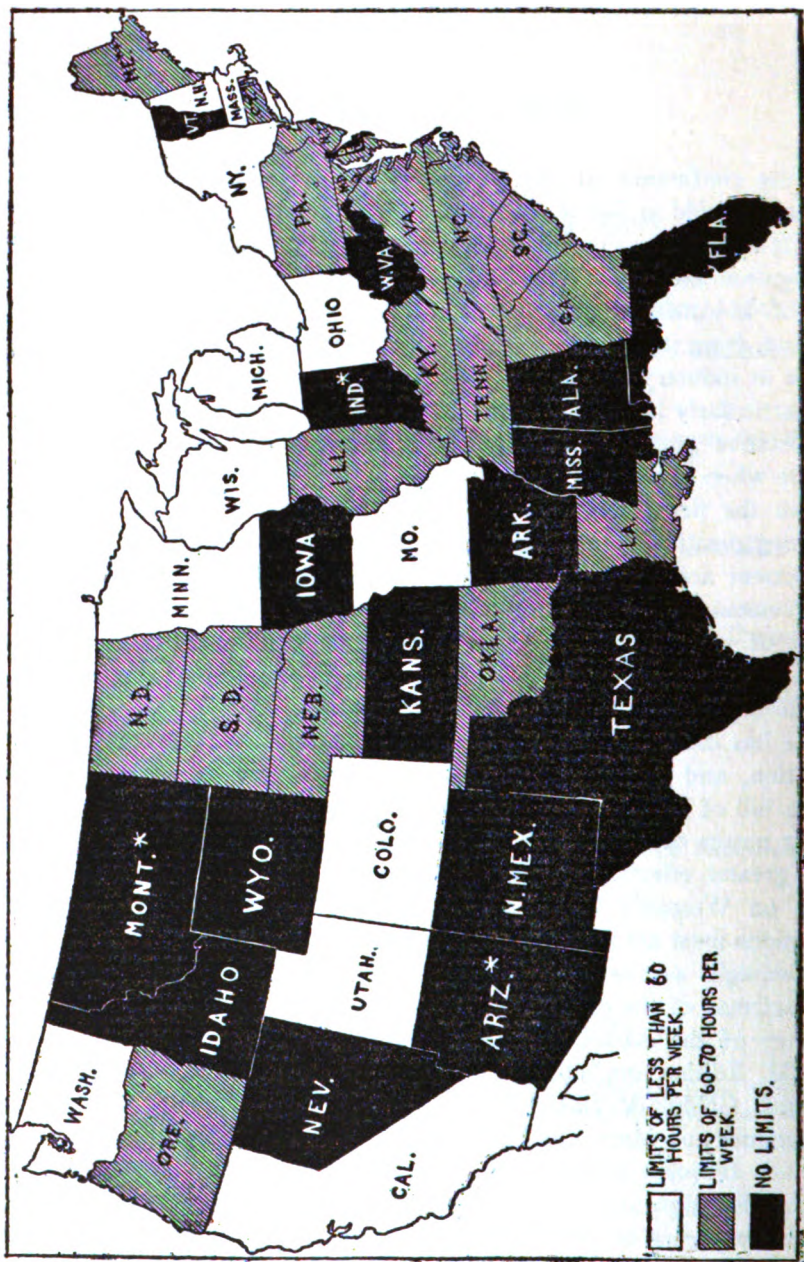 WASH.
ORE.
CAL.
NEV.
IDAHO
MONT.*
WYO.
UTAH.
COLO.
ARIZ.*
N.MEX.
N.D.
S.D.
NEB.
KANS.
OKLA.
TEXAS
MINN.
IOWA
MO.
ARK.
LA.
WIS.
ILL.
MICH.
IND.*
OHIO
KY.
TENN.
MISS.
ALA.
GA.
FLA.
SC.
NC.
VA.
W.VA.
MD.
PA.
NY.
VT.
N.H.
MASS.
ME.
LIMITS OF LESS THAN 60
HOURS PER WEEK.
LIMITS OF 60-70 HOURS PER
WEEK.
NO LIMITS.